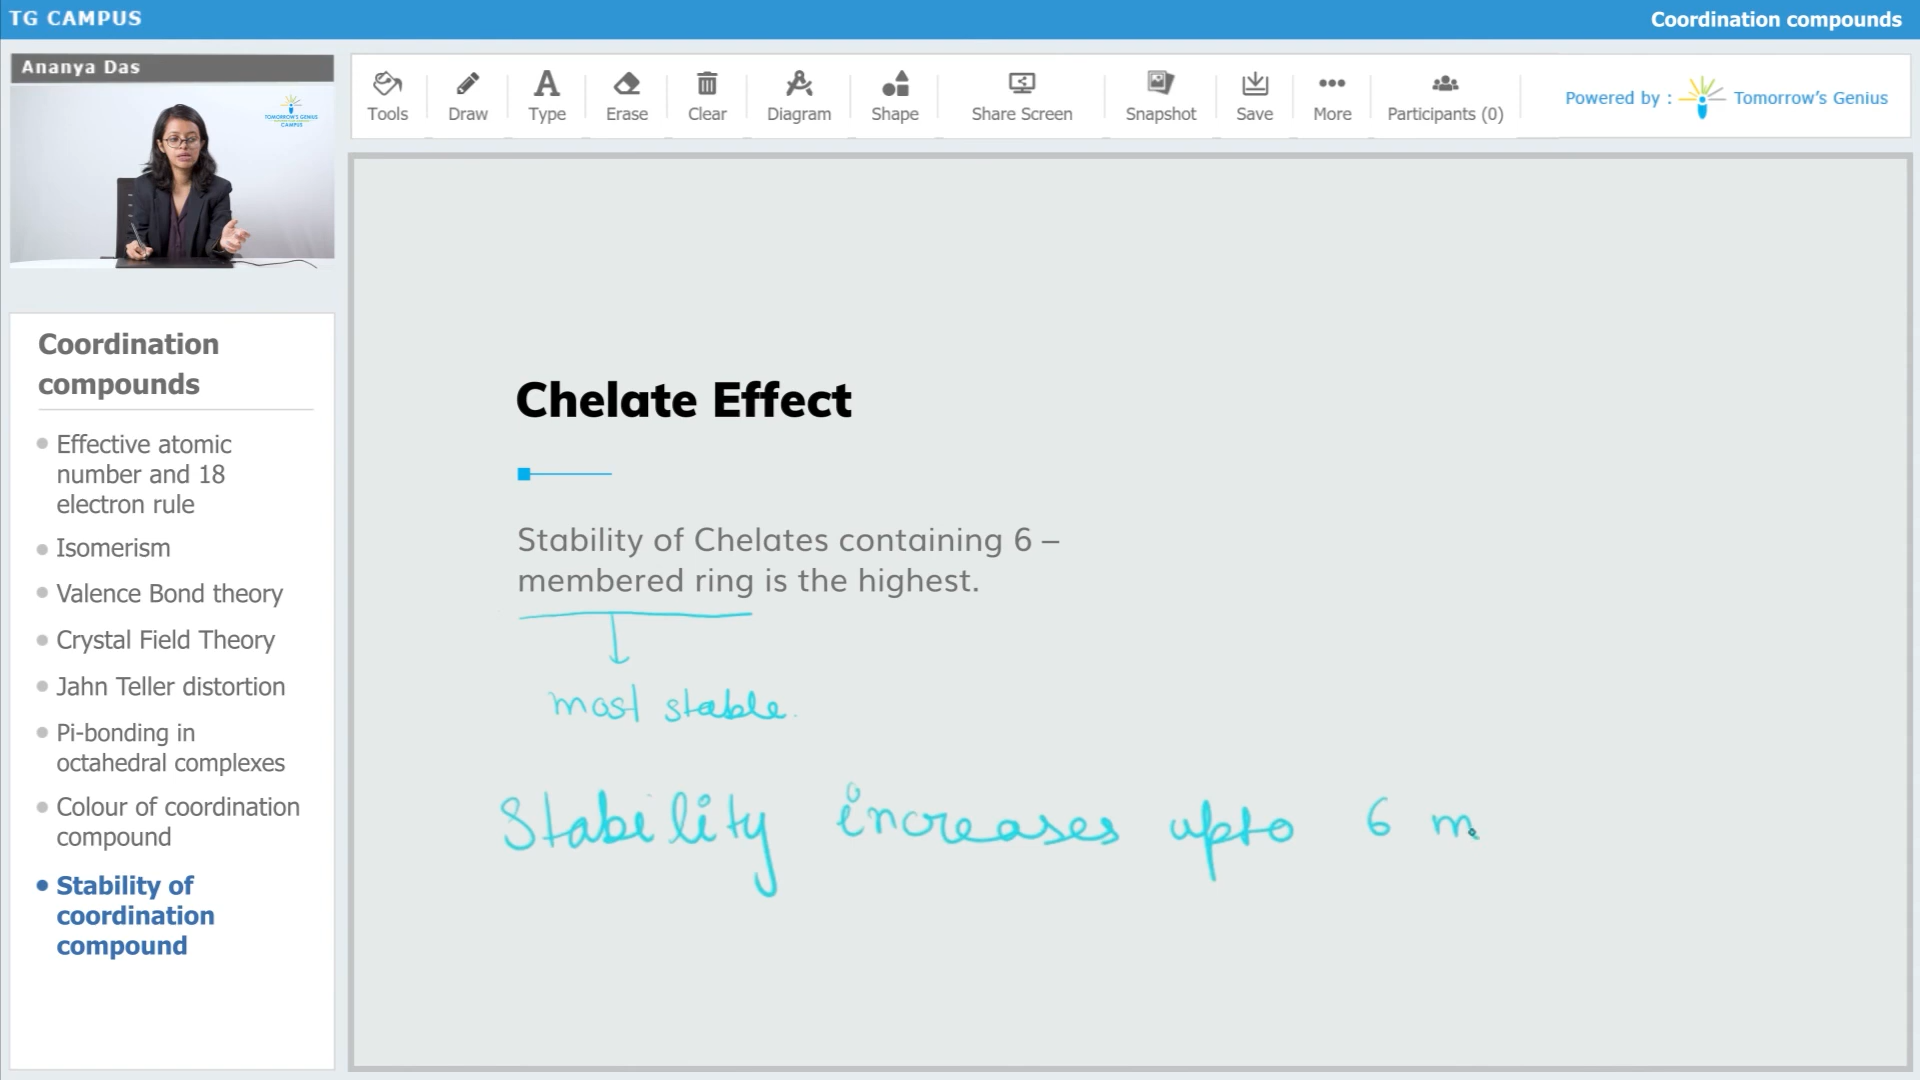 TG CAMPUS
Coordination compounds
Ananya Das
TOMORROW'S GENIUS
CAMPUS
Tools
Draw
Type
Erase
Clear
Diagram
Shape
Share Screen
Snapshot
Save
More
Participants (0)
Powered by : Tomorrow's Genius
Coordination
compounds
Effective atomic
number and 18
electron rule
Isomerism
Valence Bond theory
Crystal Field Theory
Jahn Teller distortion
Pi-bonding in
octahedral complexes
Colour of coordination
compound
Stability of
coordination
compound
Chelate Effect
Stability of Chelates containing 6 –
membered ring is the highest.
most stable.
Stability increases upto 6 m